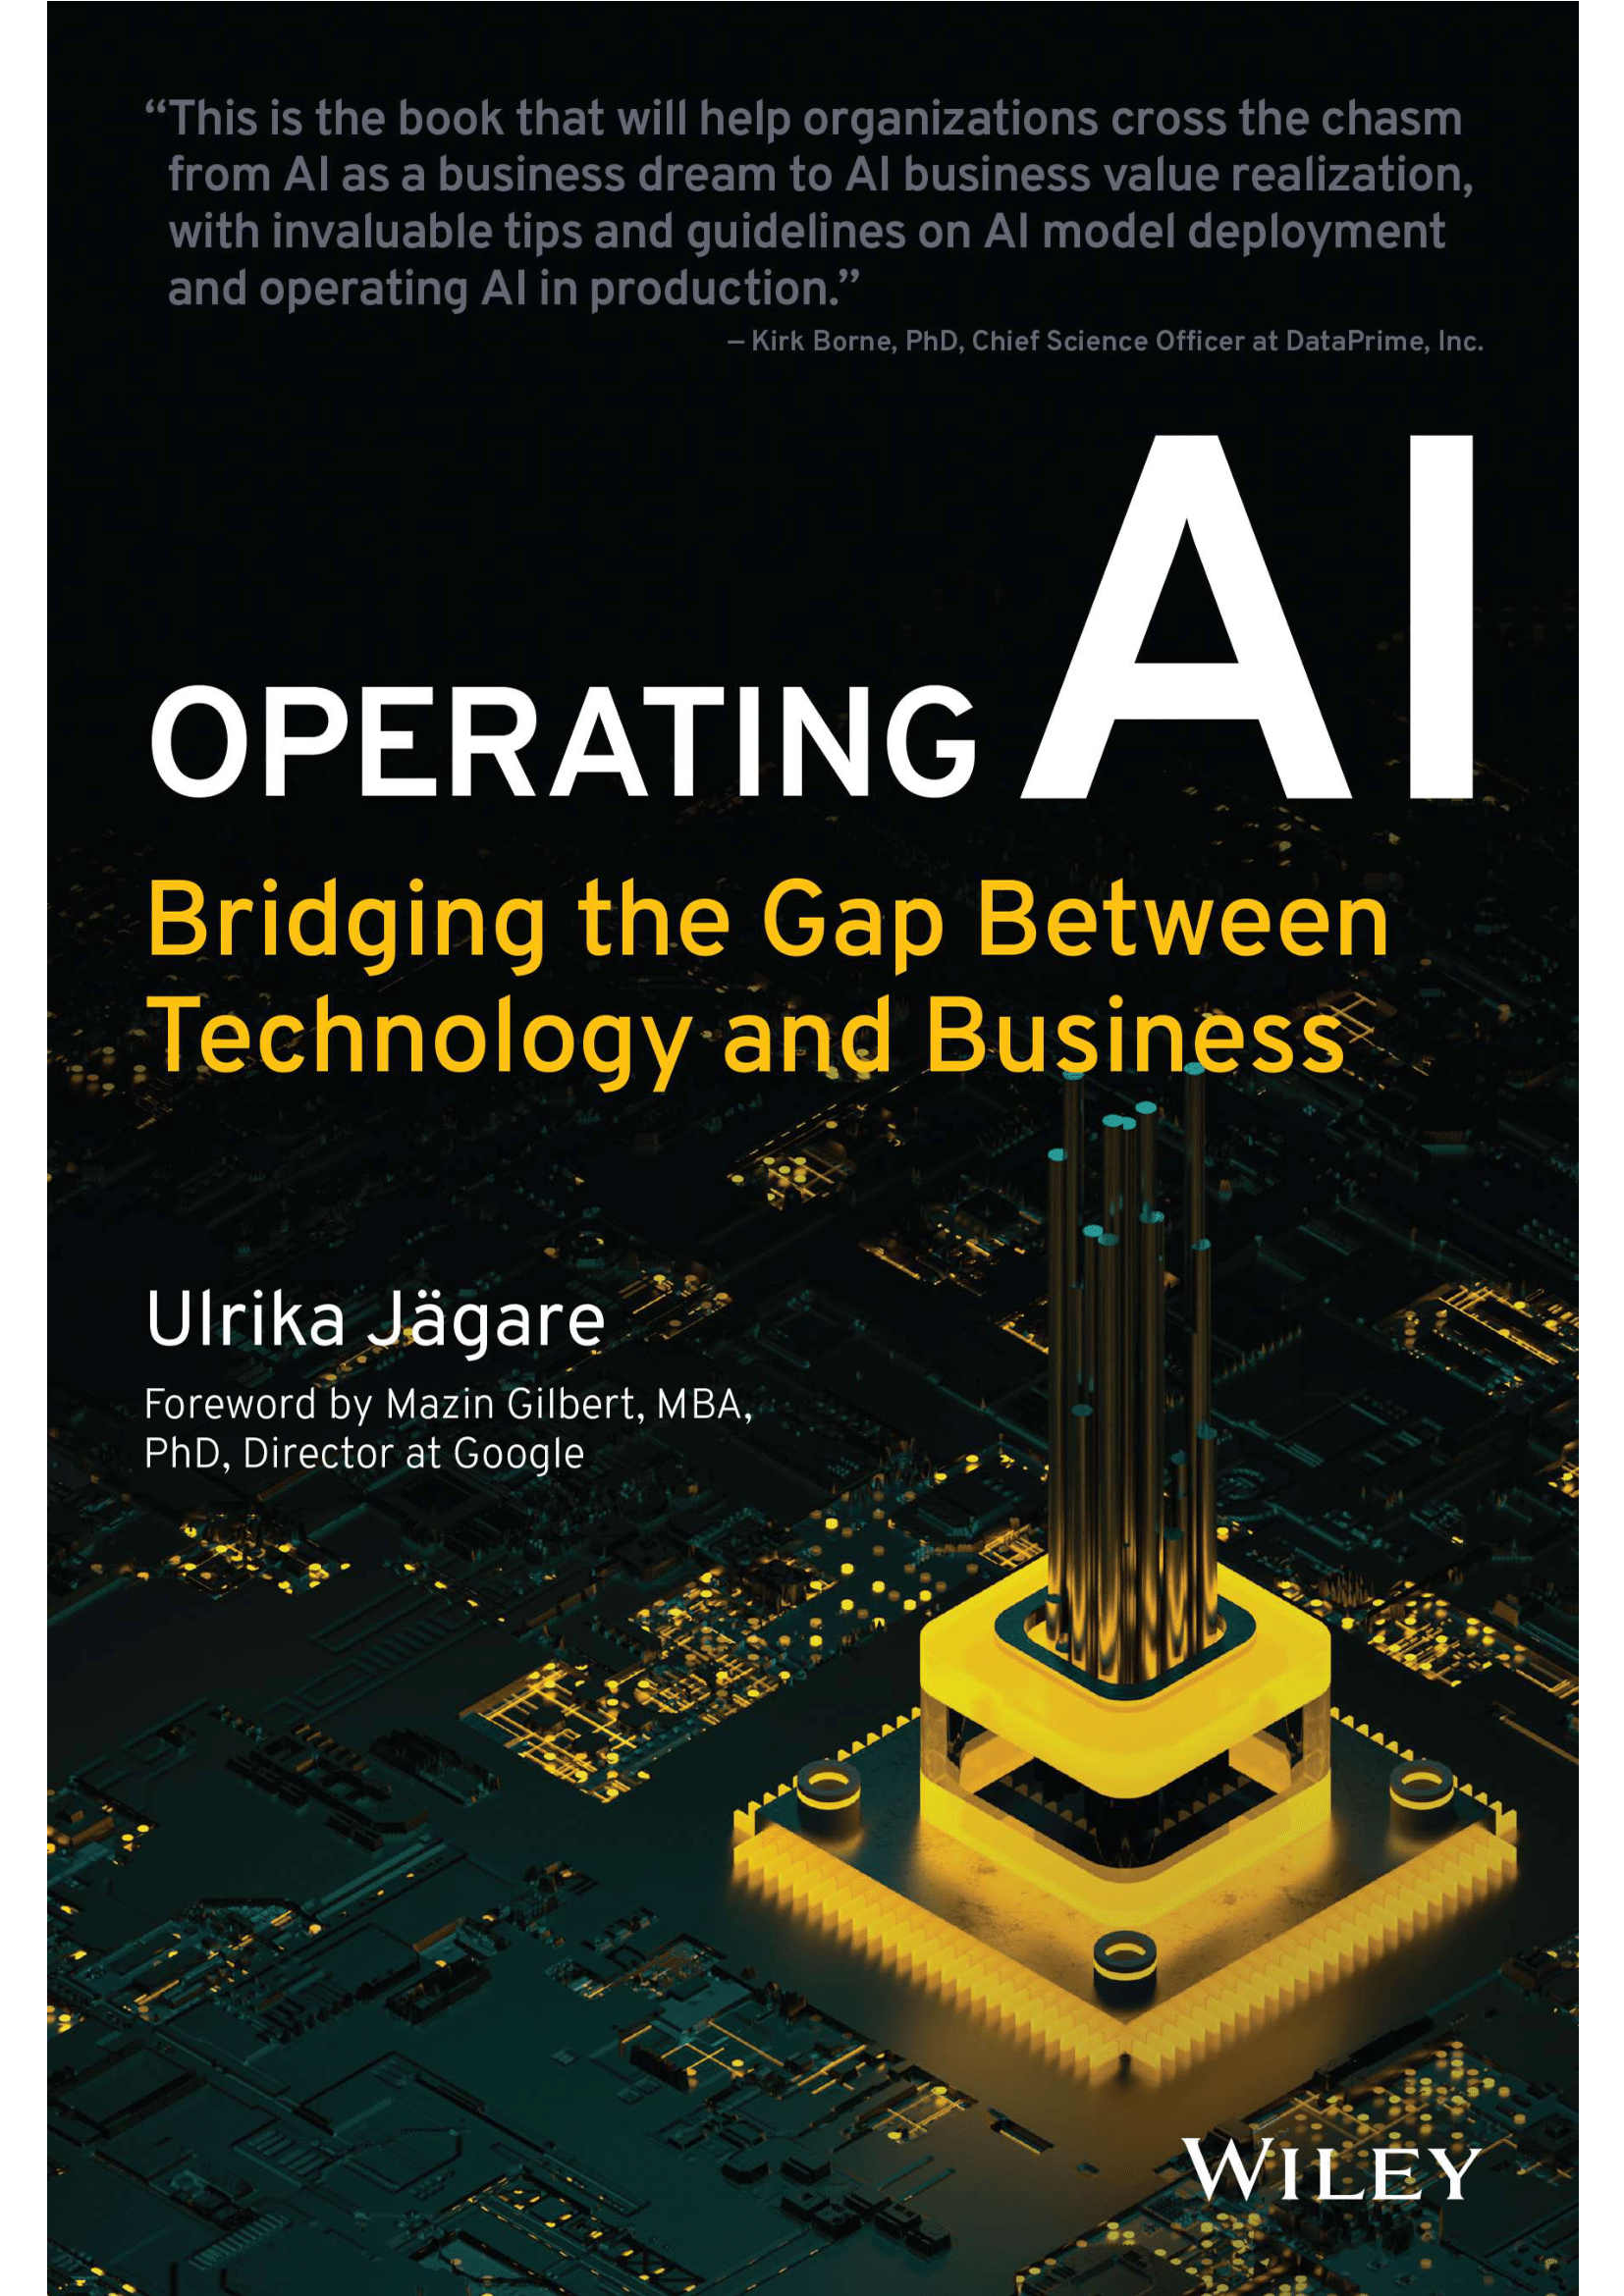 “This is the book that will help organizations cross the chasm
from AI as a business dream to AI business value realization,
with invaluable tips and guidelines on AI model deployment
and operating AI in production.”
— Kirk Borne, PhD, Chief Science Officer at DataPrime, Inc.
OPERATING AI
Bridging the Gap Between
Technology and Business
Ulrika Jägare
Foreword by Mazin Gilbert, MBA,
PhD, Director at Google
WILEY